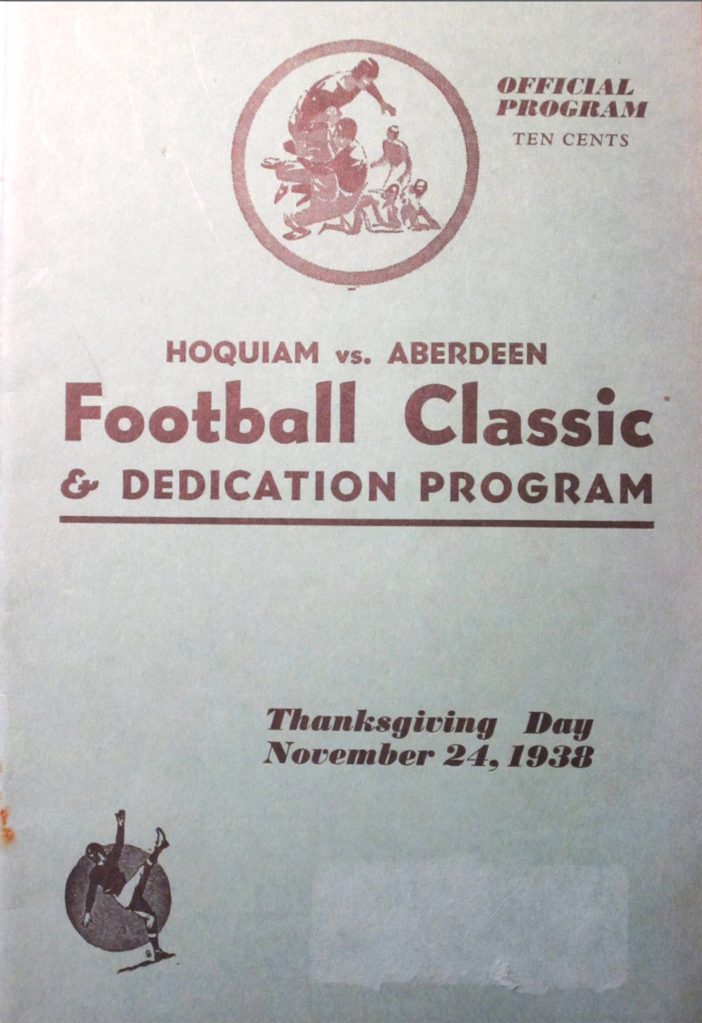 OFFICIAL
PROGRAM
TEN CENTS
HOQUIAM vs. ABERDEEN
Football Classic
& DEDICATION PROGRAM
Thanksgiving Day
November 24, 1938